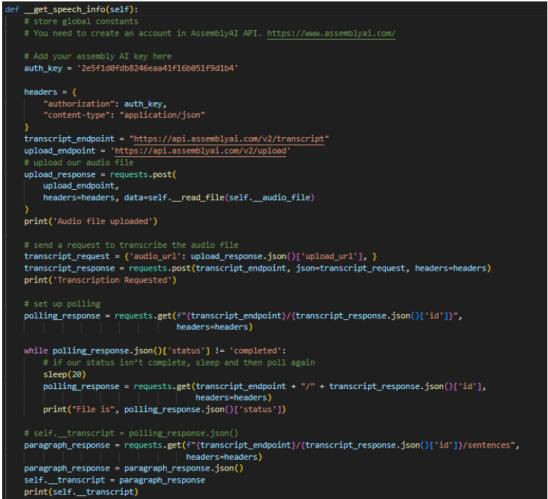 def __get_speech_info(self):
# store global constants
# You need to create an account in AssemblyAI API. https://www.assemblyai.com/
# Add your assembly AI key here
auth_key = '2e5f1d0fdb8246eaa41f16b051f9d1b4'
headers = {
"authorization": auth_key,
"content-type": "application/json"
}
transcript_endpoint = "https://api.assemblyai.com/v2/transcript"
upload_endpoint = 'https://api.assemblyai.com/v2/upload'
# upload our audio file
upload_response = requests.post(
upload_endpoint,
headers=headers, data=self.__read_file(self.__audio_file)
)
print('Audio file uploaded')
# send a request to transcribe the audio file
transcript_request = {'audio_url': upload_response.json()['upload_url'], }
transcript_response = requests.post(transcript_endpoint, json=transcript_request, headers=headers)
print('Transcription Requested')
# set up polling
polling_response = requests.get(f"{transcript_endpoint}/{transcript_response.json()['id']}",
headers=headers)
while polling_response.json()['status'] != 'completed':
# if our status isn't complete, sleep and then poll again
sleep(20)
polling_response = requests.get(transcript_endpoint + "/" + transcript_response.json()['id'],
headers=headers)
print("File is", polling_response.json()['status'])
# self.__transcript = polling_response.json()
paragraph_response = requests.get(f"{transcript_endpoint}/{transcript_response.json()['id']}/sentences",
headers=headers)
paragraph_response = paragraph_response.json()
self.__transcript = paragraph_response
print(self.__transcript)